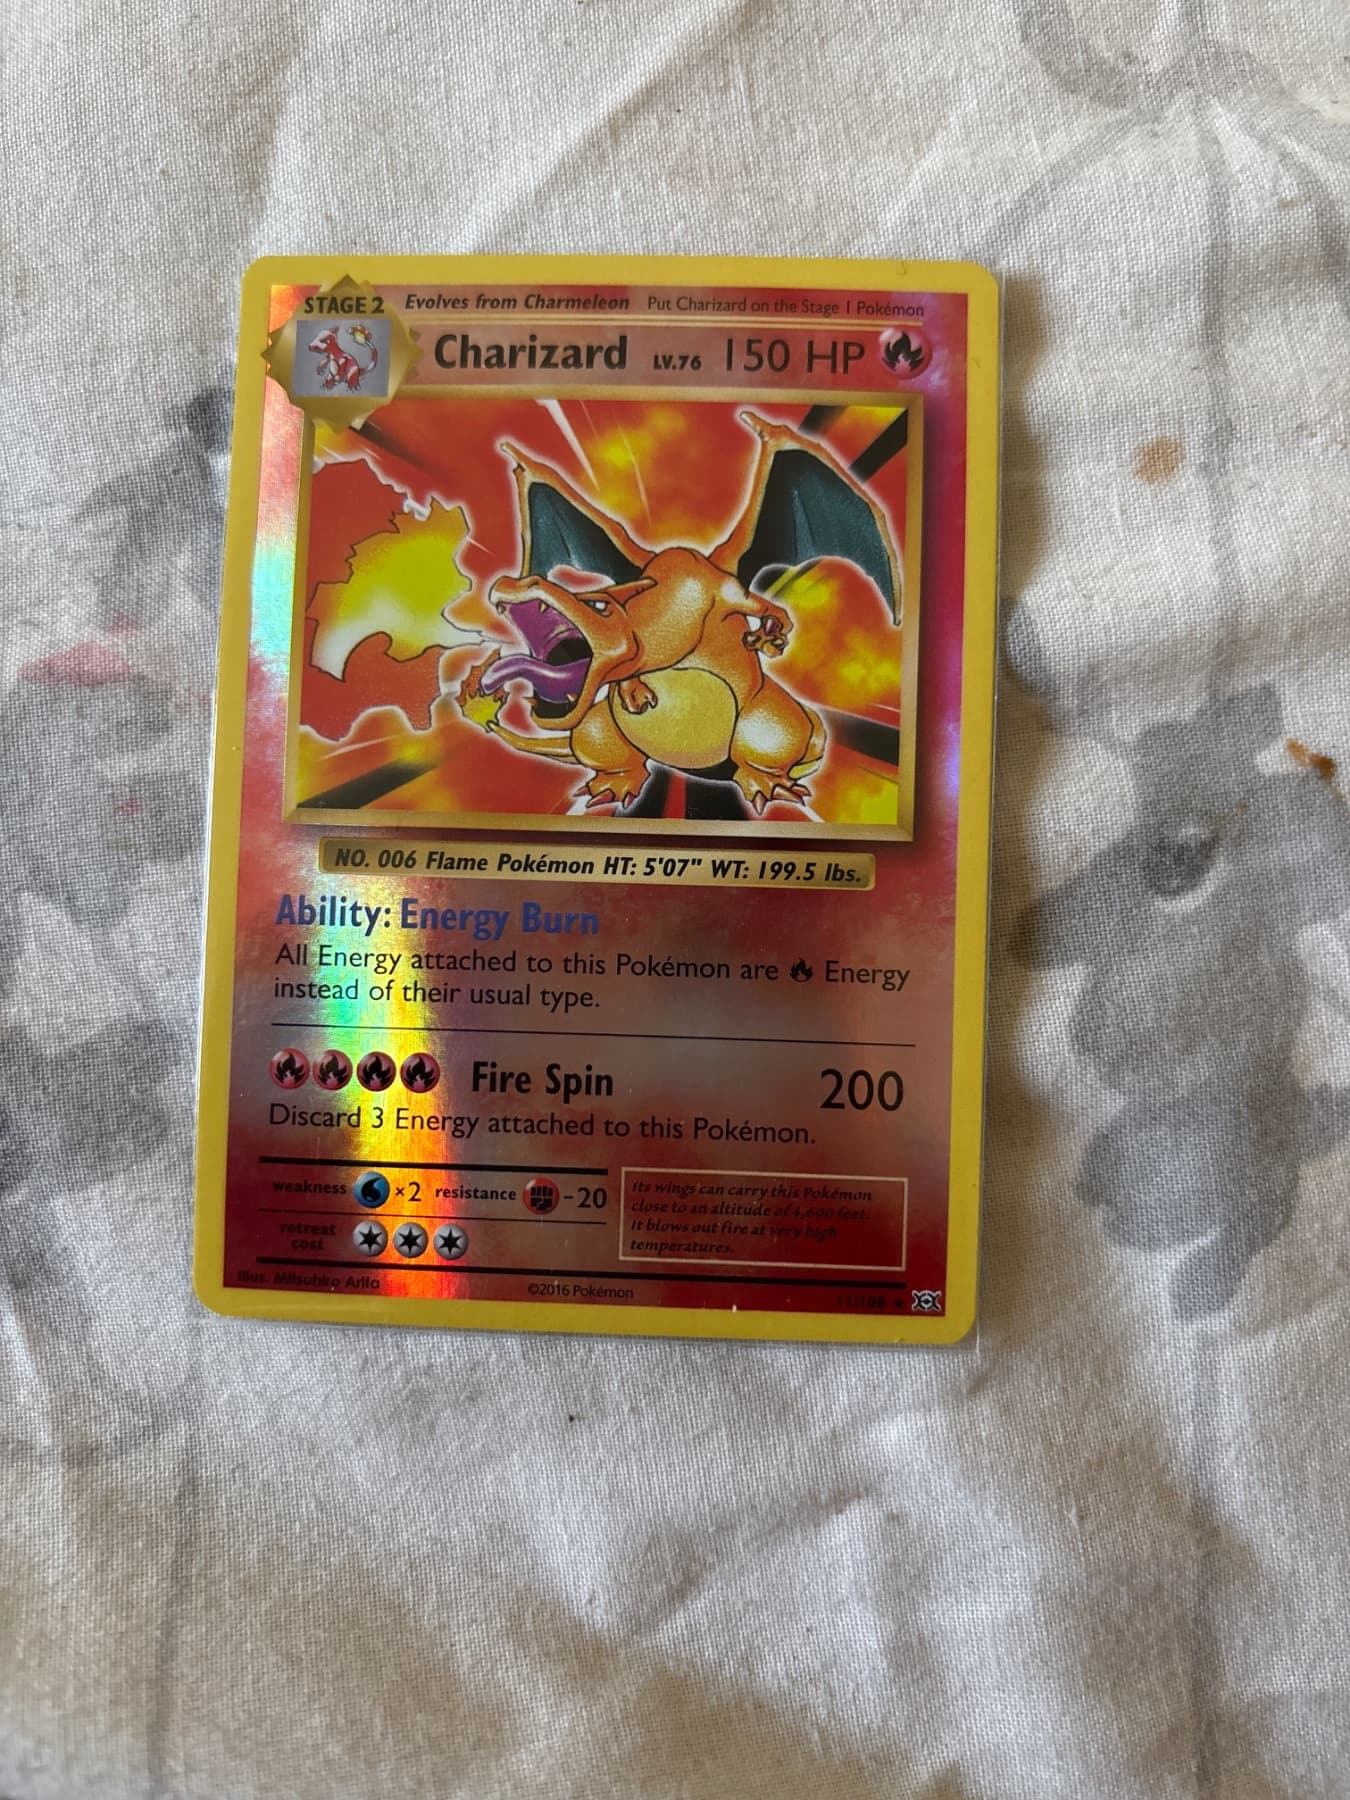 STAGE 2 Evolves from Charmeleon Put Charizard on the Stage 1 Pokémon
Charizard LV.76 150 HP
NO. 006 Flame Pokémon HT: 5'07" WT: 199.5 lbs.
Ability: Energy Burn
All Energy attached to this Pokémon are Energy
instead of their usual type.
Fire Spin 200
Discard 3 Energy attached to this Pokémon.
weakness ×2 resistance -20
retreat
cost
Its wings can carry this Pokémon
close to an altitude of 4,600 feet.
It blows out fire at very high
temperatures.
Illus. Mitsuhiro Arita
©2016 Pokémon
11/108